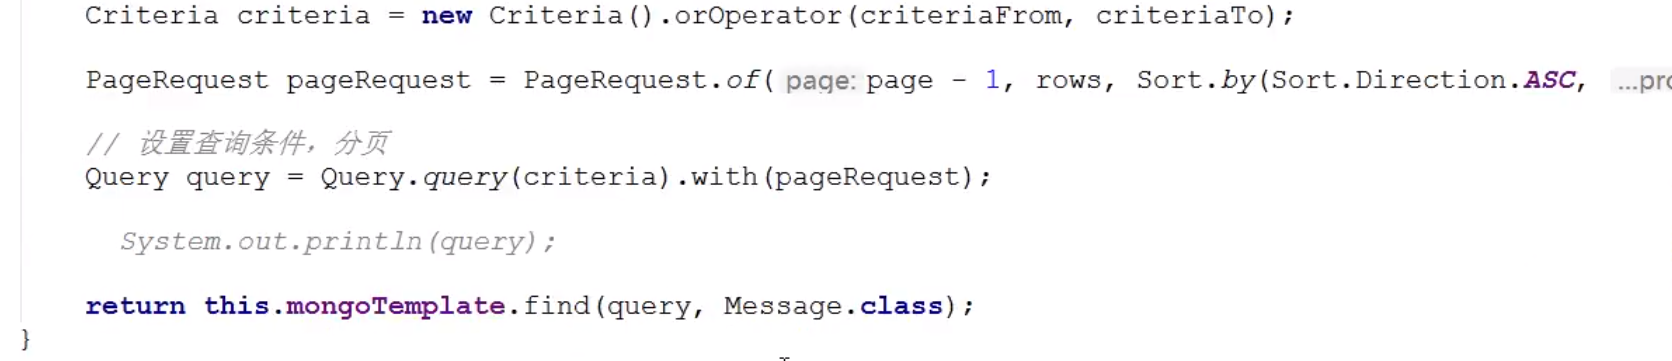 Criteria criteria = new Criteria().orOperator(criteriaFrom, criteriaTo);
PageRequest pageRequest = PageRequest.of( page: page - 1, rows, Sort.by(Sort.Direction.ASC, ...pro
// 设置查询条件，分页
Query query = Query.query(criteria).with(pageRequest);
System.out.println(query);
return this.mongoTemplate.find(query, Message.class);
}